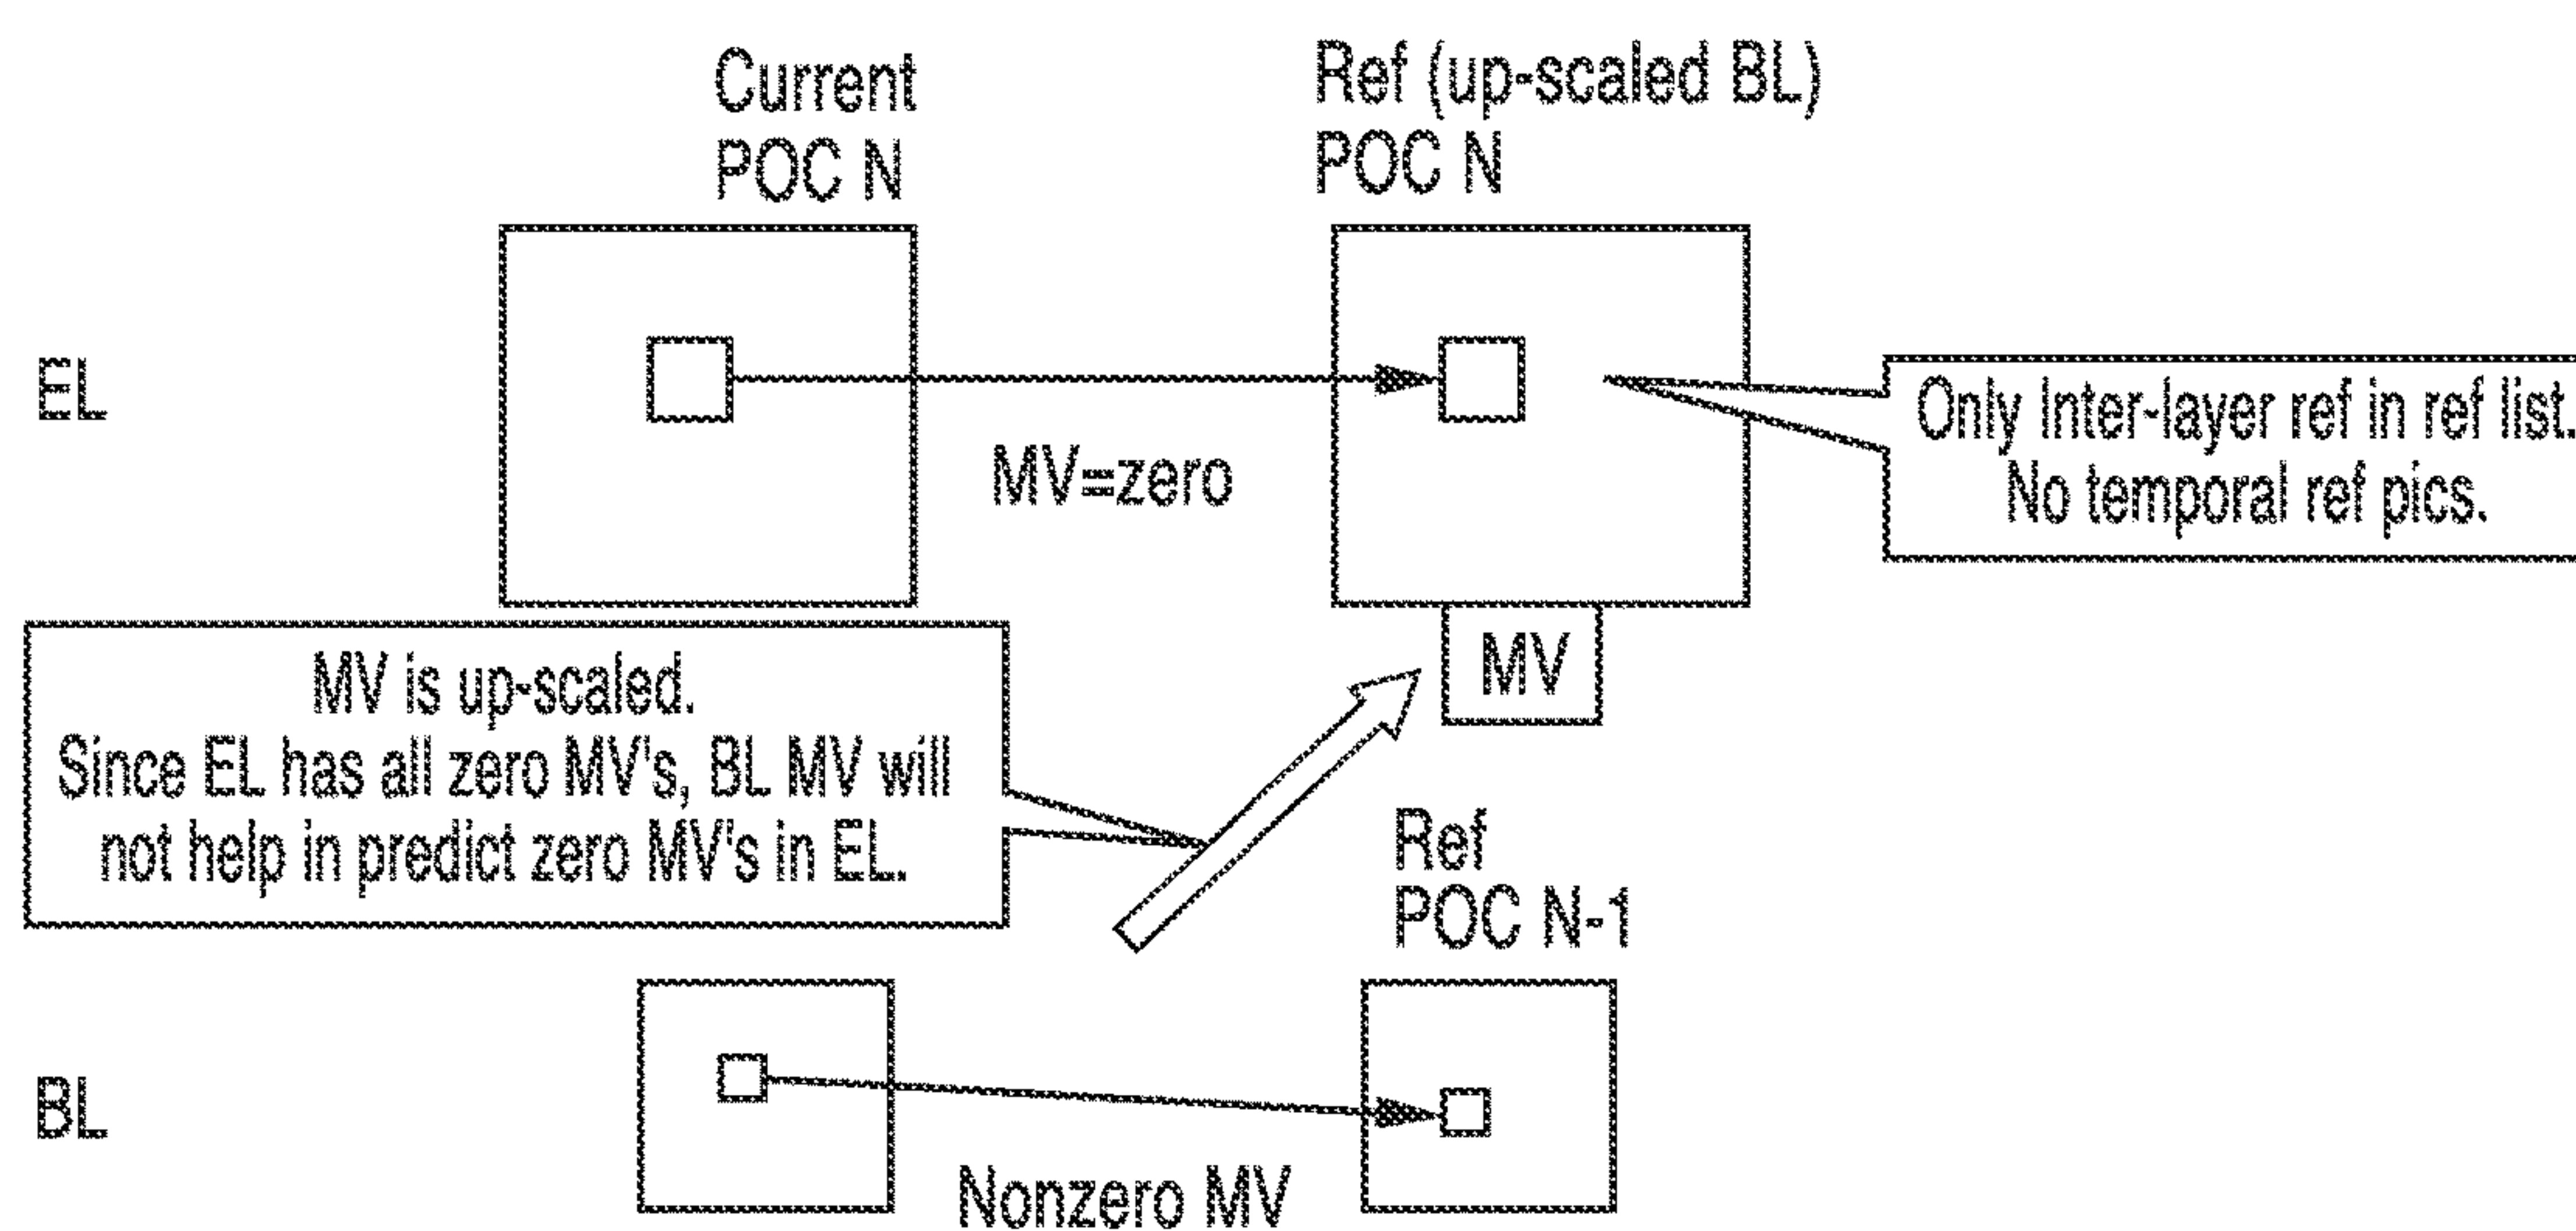 Current
POC N
Ref (up-scaled BL)
POC N
EL
MV=zero
Only Inter-layer ref in ref list.
No temporal ref pics.
MV is up-scaled.
Since EL has all zero MV's, BL MV will
not help in predict zero MV's in EL.
MV
Ref
POC N-1
BL
Nonzero MV